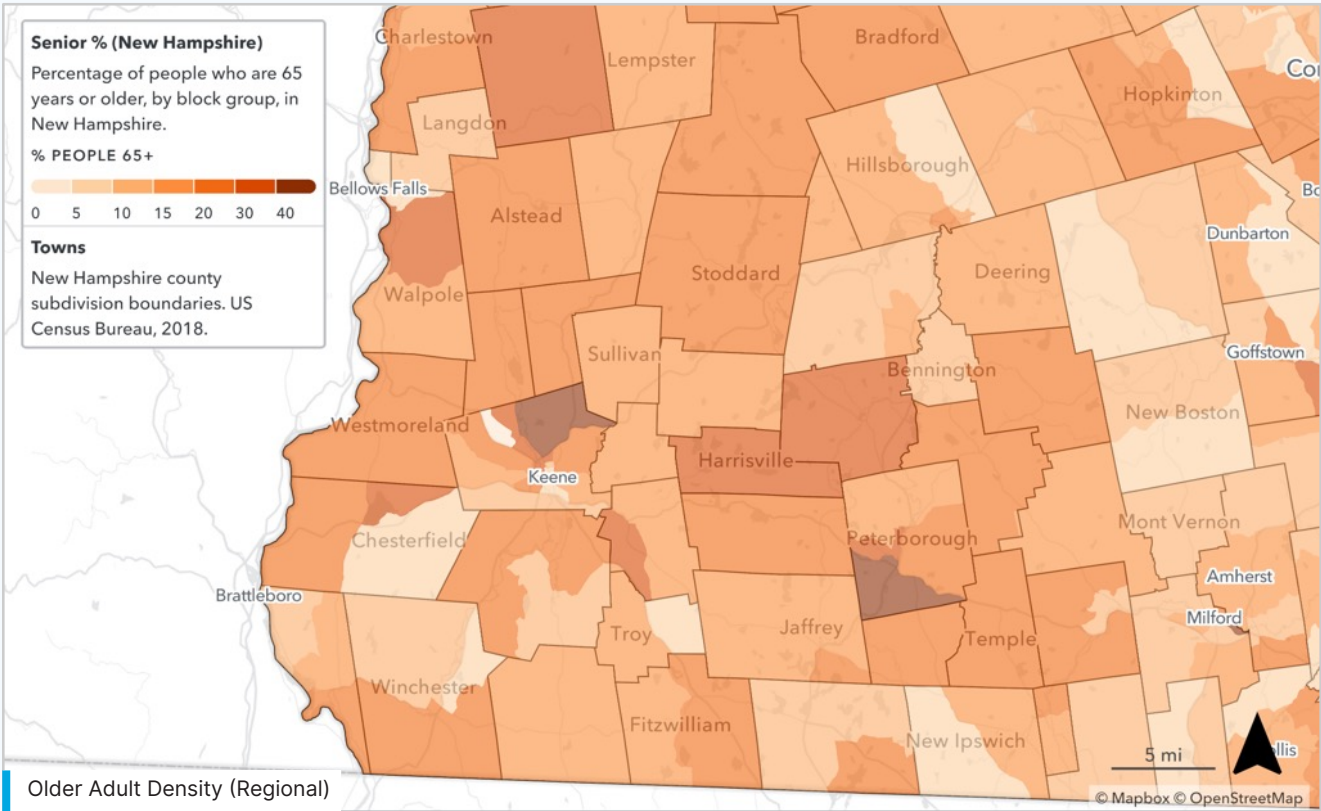 Senior % (New Hampshire)
Percentage of people who are 65
years or older, by block group, in
New Hampshire.
% PEOPLE 65+
0 5 10 15 20 30 40
Towns
New Hampshire county
subdivision boundaries. US
Census Bureau, 2018.
Charlestown
Bradford
Lempster
Hopkinton
Langdon
Hillsborough
Bellows Falls
Alstead
Dunbarton
Stoddard
Deering
Walpole
Sullivan
Goffstown
Bennington
New Boston
Westmoreland
Harrisville
Keene
Mont Vernon
Chesterfield
Peterborough
Amherst
Brattleboro
Milford
Troy
Jaffrey
Temple
Winchester
Fitzwilliam
New Ipswich
5 mi
Older Adult Density (Regional)
© Mapbox © OpenStreetMap